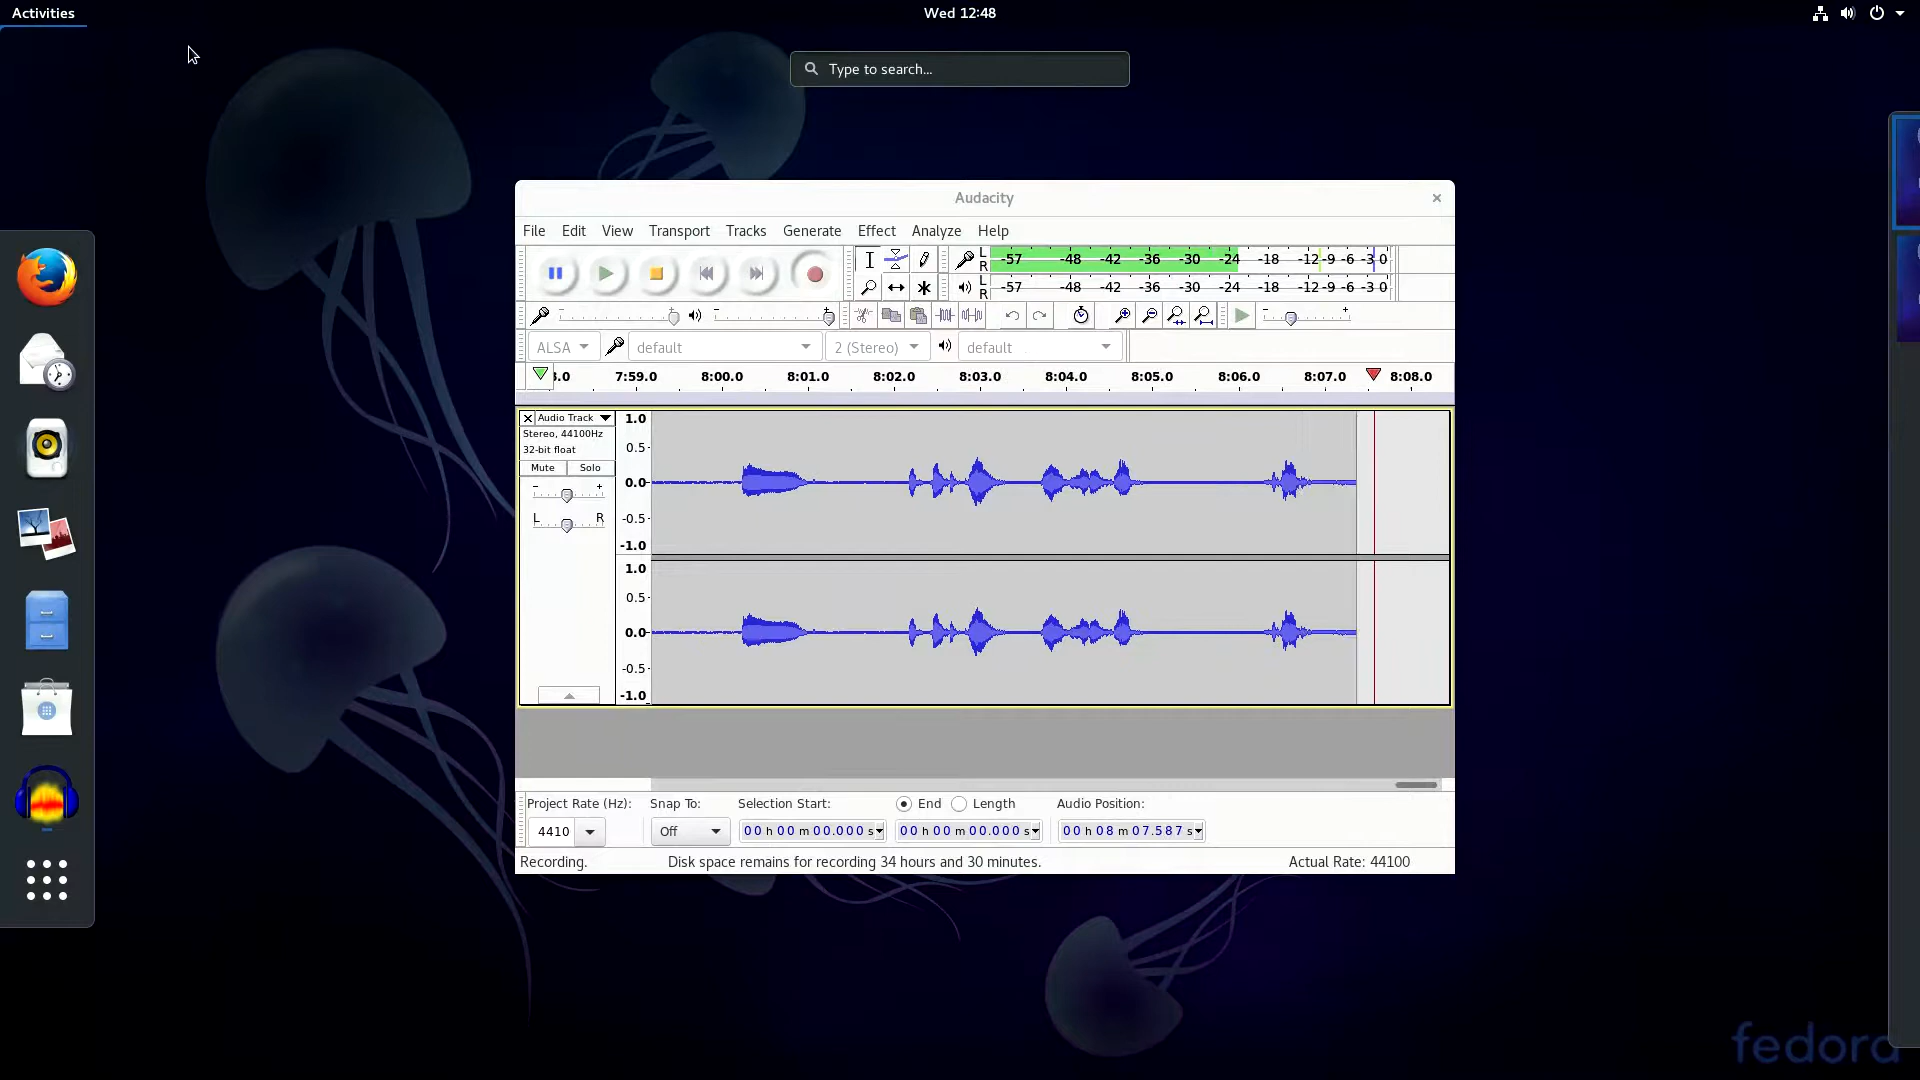 Activities
Wed 12:48
Type to search...
Audacity
File Edit View Transport Tracks Generate Effect Analyze Help
L
R
-57 -48 -42 -36 -30 -24 -18 -12 -9 -6 -3 0
L
R
-57 -48 -42 -36 -30 -24 -18 -12 -9 -6 -3 0
- +
ALSA default 2 (Stereo) default
8.0 7:59.0 8:00.0 8:01.0 8:02.0 8:03.0 8:04.0 8:05.0 8:06.0 8:07.0 8:08.0
X Audio Track
Stereo, 44100Hz
32-bit float
Mute Solo
- +
L R
1.0
0.5
0.0
-0.5
-1.0
1.0
0.5
0.0
-0.5
-1.0
Project Rate (Hz): Snap To: Selection Start: End Length Audio Position:
4410 Off 00 h 00 m 00.000 s 00 h 00 m 00.000 s 00 h 08 m 07.587 s
Recording. Disk space remains for recording 34 hours and 30 minutes. Actual Rate: 44100
fedora